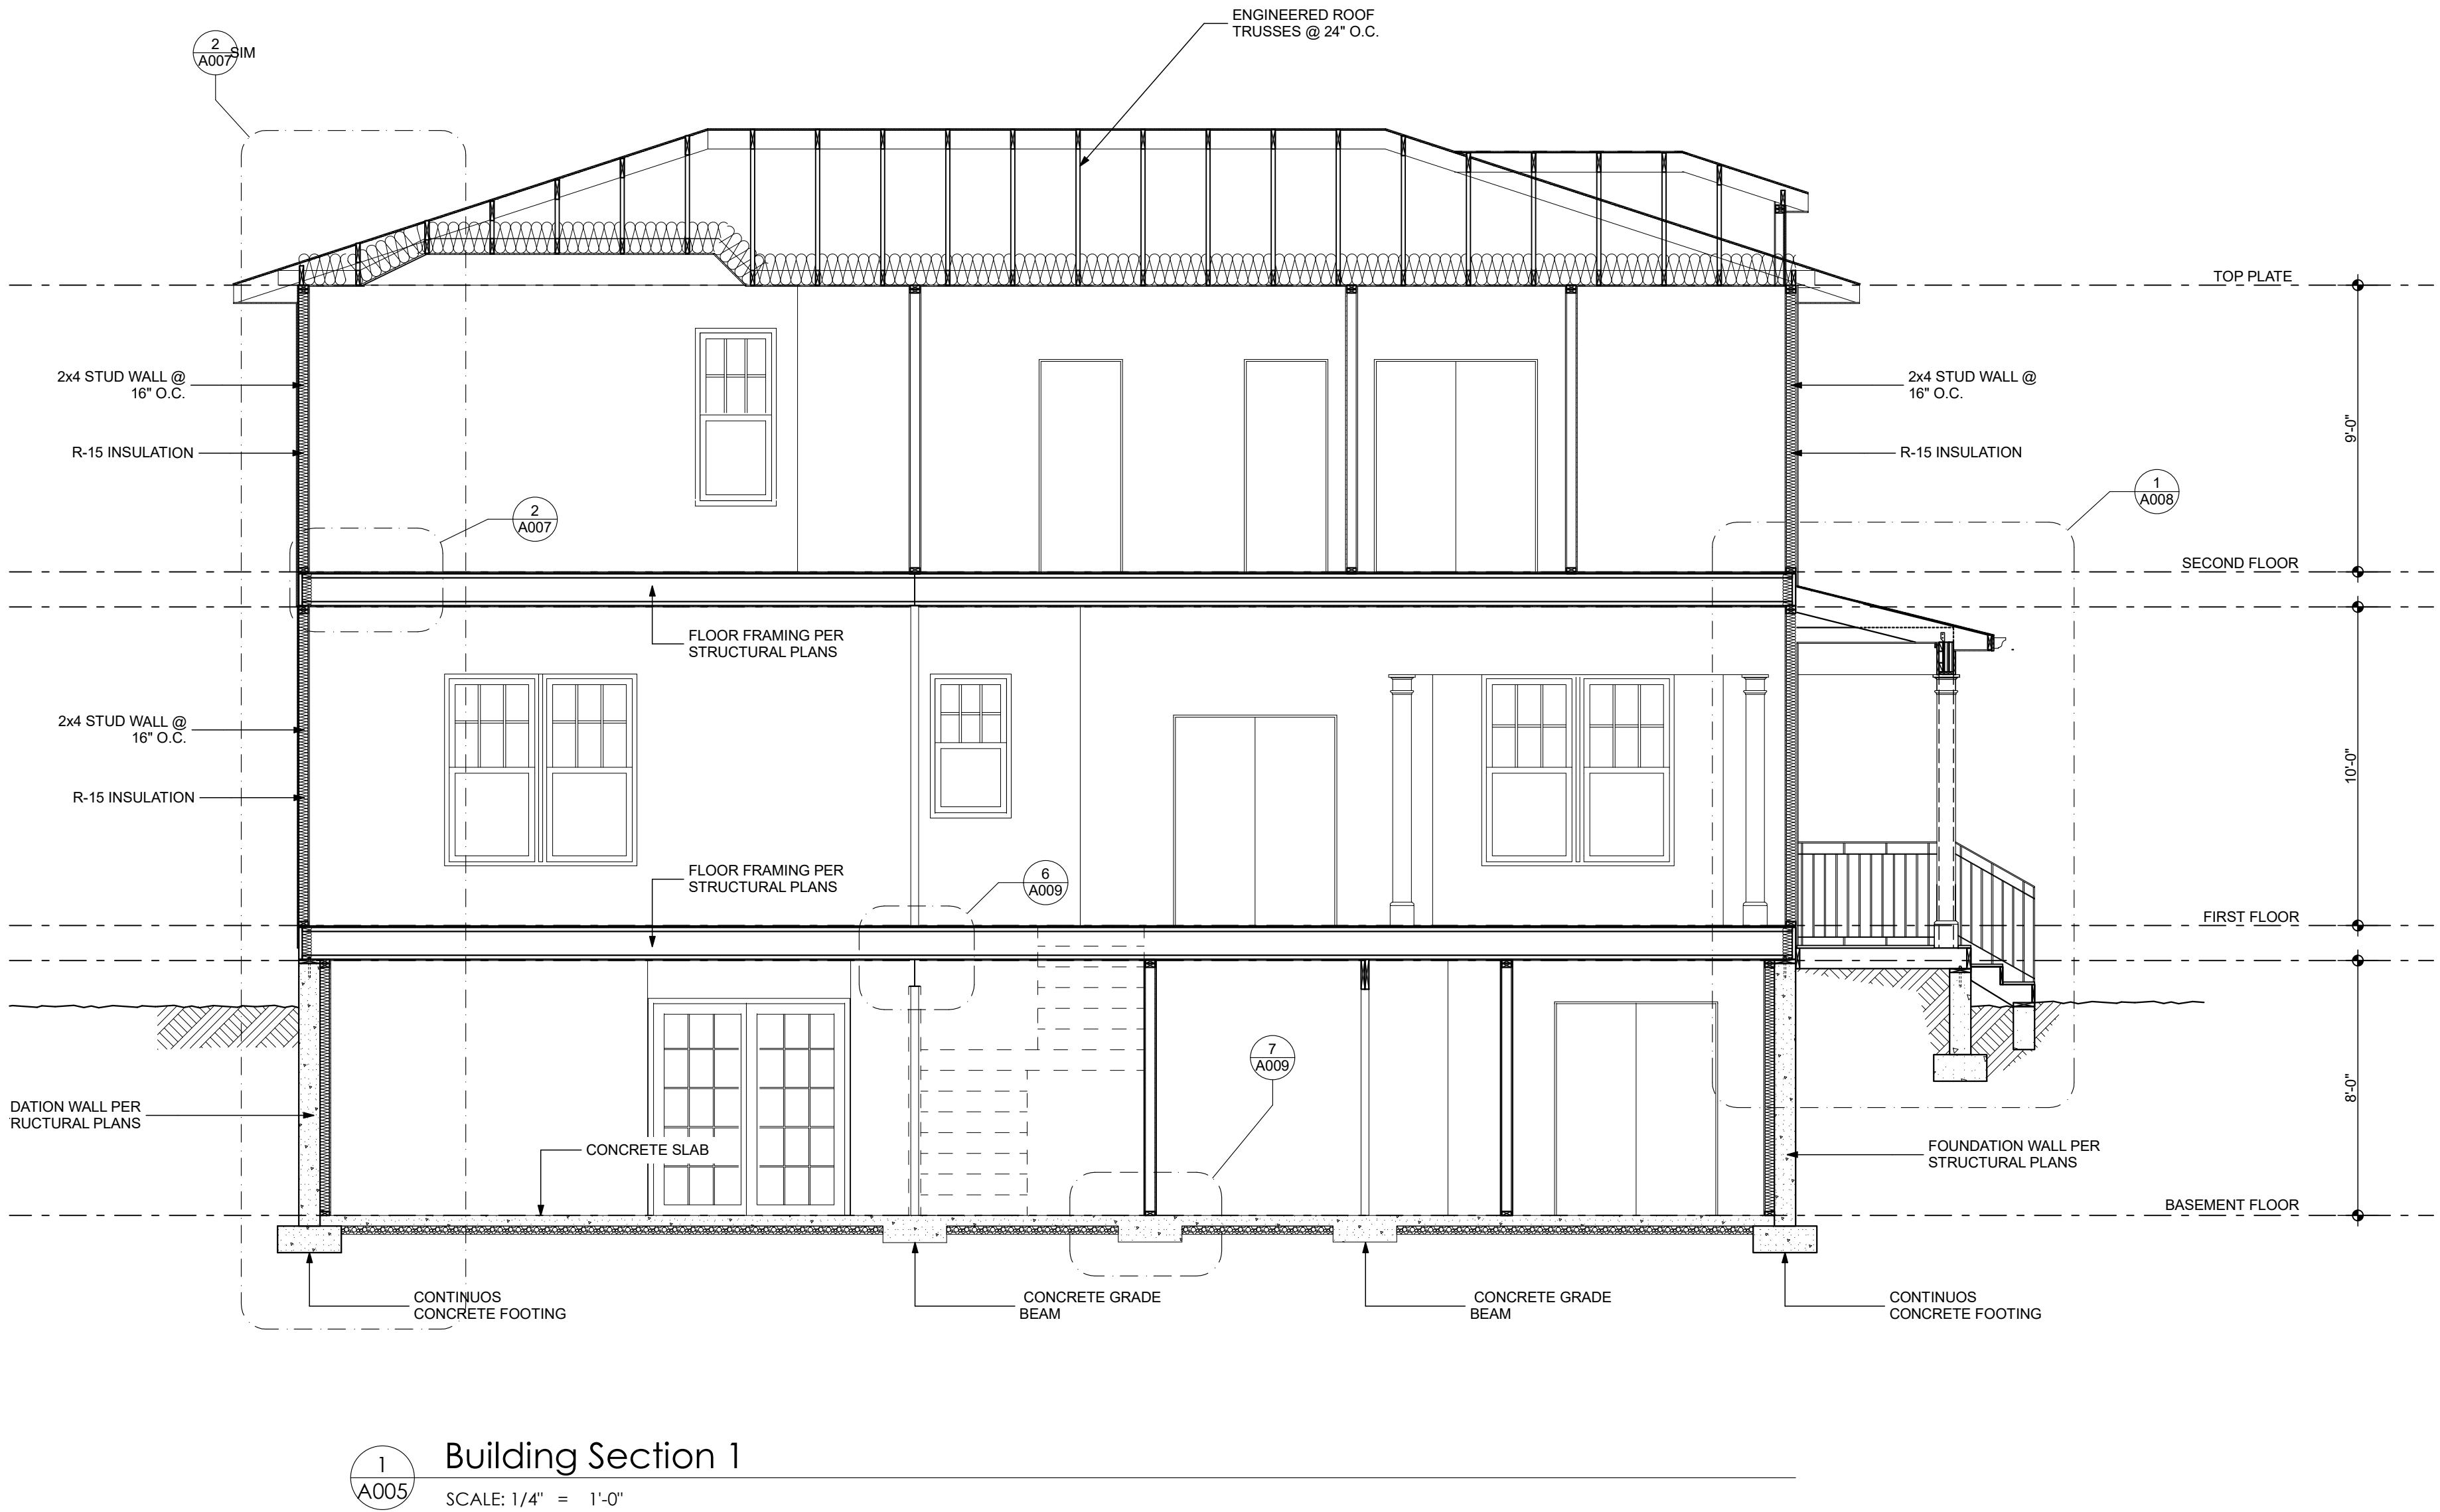 ENGINEERED ROOF
TRUSSES @ 24" O.C.
2
A007
SIM
TOP PLATE
2x4 STUD WALL @
16" O.C.
2x4 STUD WALL @
16" O.C.
9'-0"
R-15 INSULATION
R-15 INSULATION
1
A008
2
A007
SECOND FLOOR
FLOOR FRAMING PER
STRUCTURAL PLANS
2x4 STUD WALL @
16" O.C.
10'-0"
R-15 INSULATION
FLOOR FRAMING PER
STRUCTURAL PLANS
6
A009
FIRST FLOOR
7
A009
8'-0"
DATION WALL PER
RUCTURAL PLANS
CONCRETE SLAB
FOUNDATION WALL PER
STRUCTURAL PLANS
BASEMENT FLOOR
CONTINUOS
CONCRETE FOOTING
CONCRETE GRADE
BEAM
CONCRETE GRADE
BEAM
CONTINUOS
CONCRETE FOOTING
1
A005
Building Section 1
SCALE: 1/4" = 1'-0"